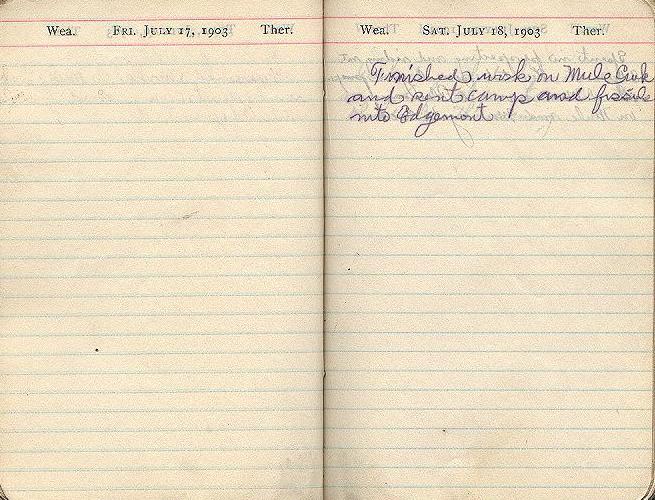 Wea. FRI. JULY 17, 1903 Ther.
Wea. SAT. JULY 18, 1903 Ther.
Finished work on Mule Creek
and sent camp and fossils
into Edgemont